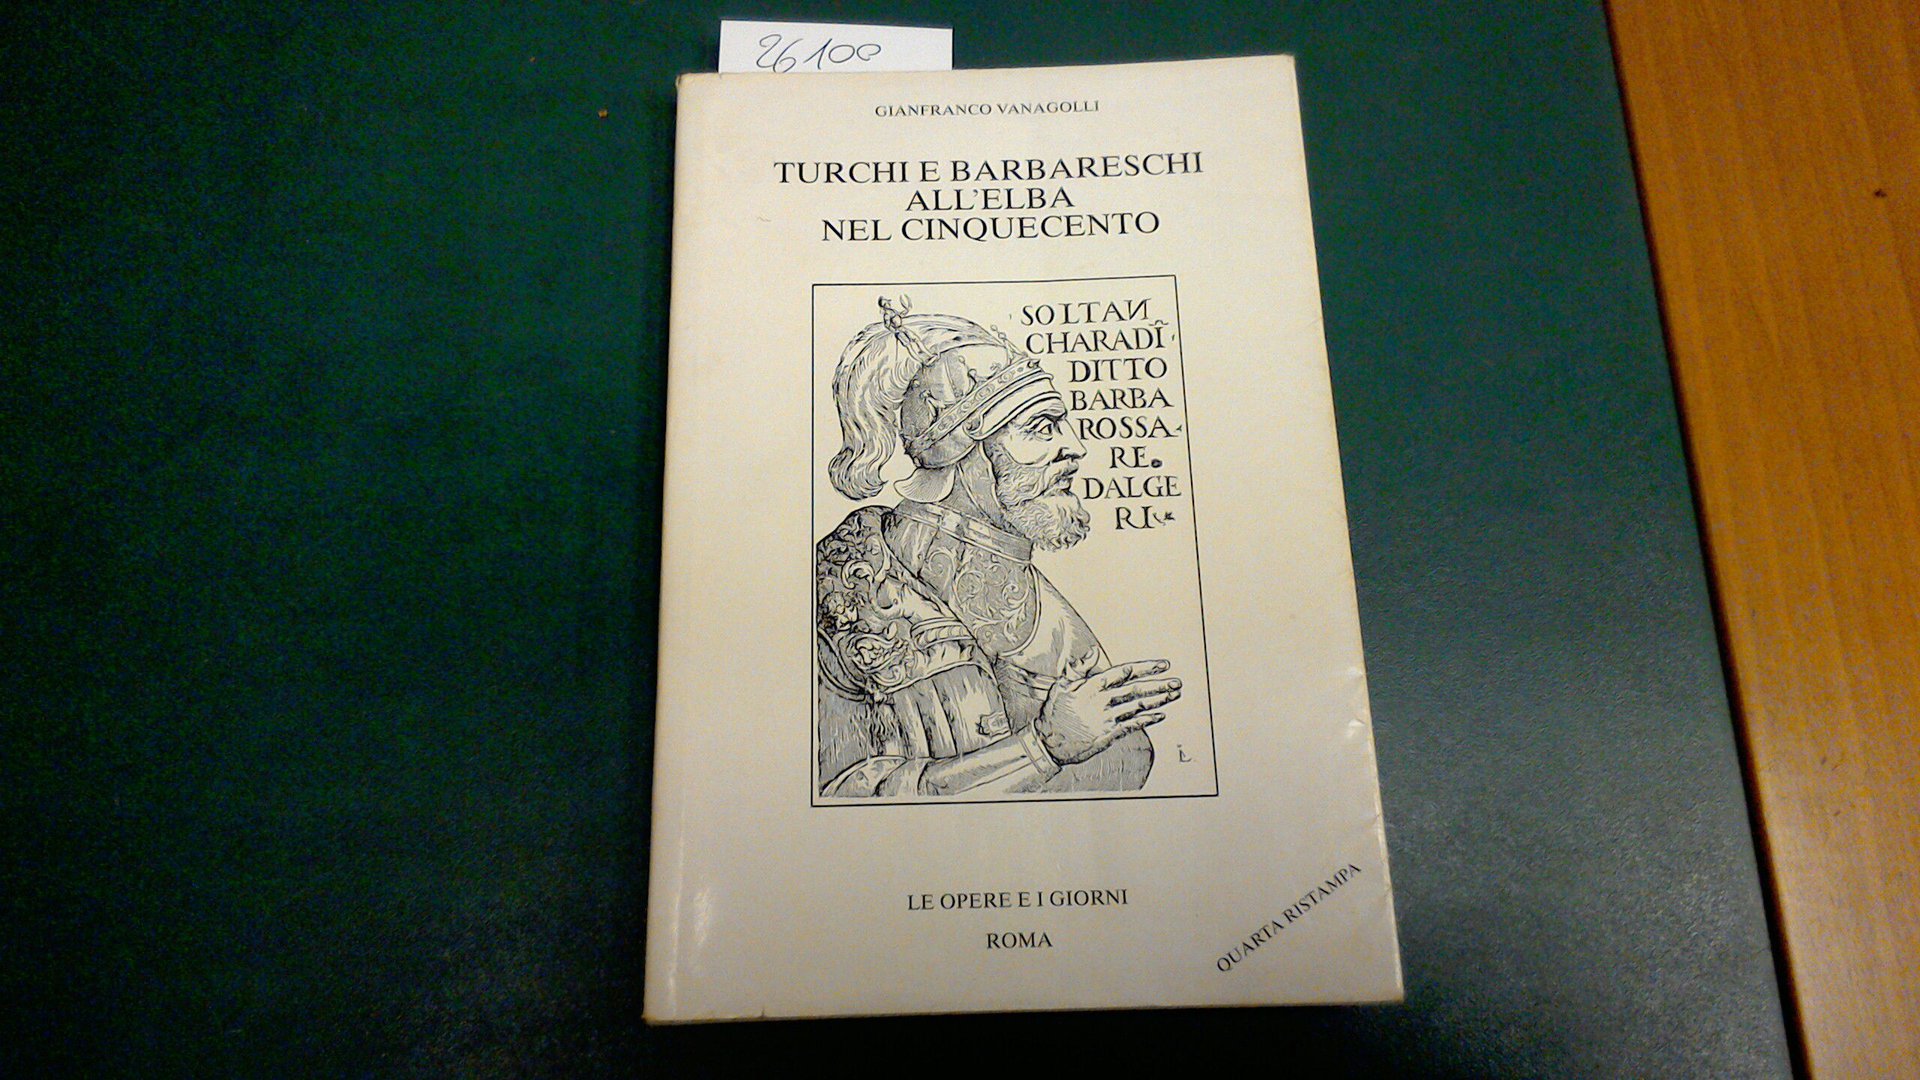 26100
GIANFRANCO VANAGOLLI
TURCHI E BARBARESCHI
ALL'ELBA
NEL CINQUECENTO
SOLTAN
CHARADĨ
DITTO
BARBA
ROSSA
RE
DALGE
RI
LE OPERE E I GIORNI
ROMA
QUARTA RISTAMPA